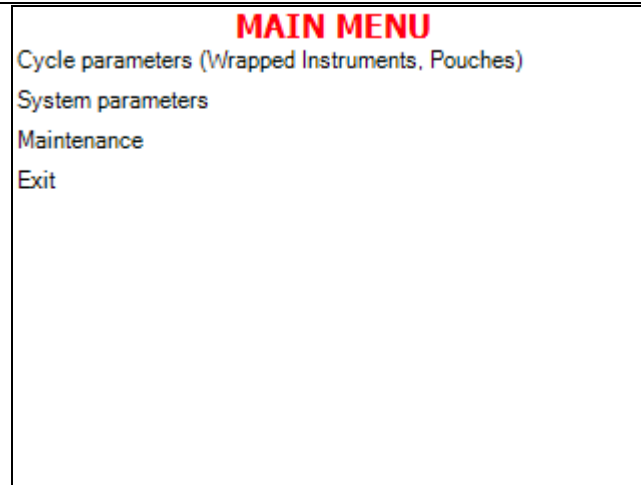 MAIN MENU
Cycle parameters (Wrapped Instruments, Pouches)
System parameters
Maintenance
Exit